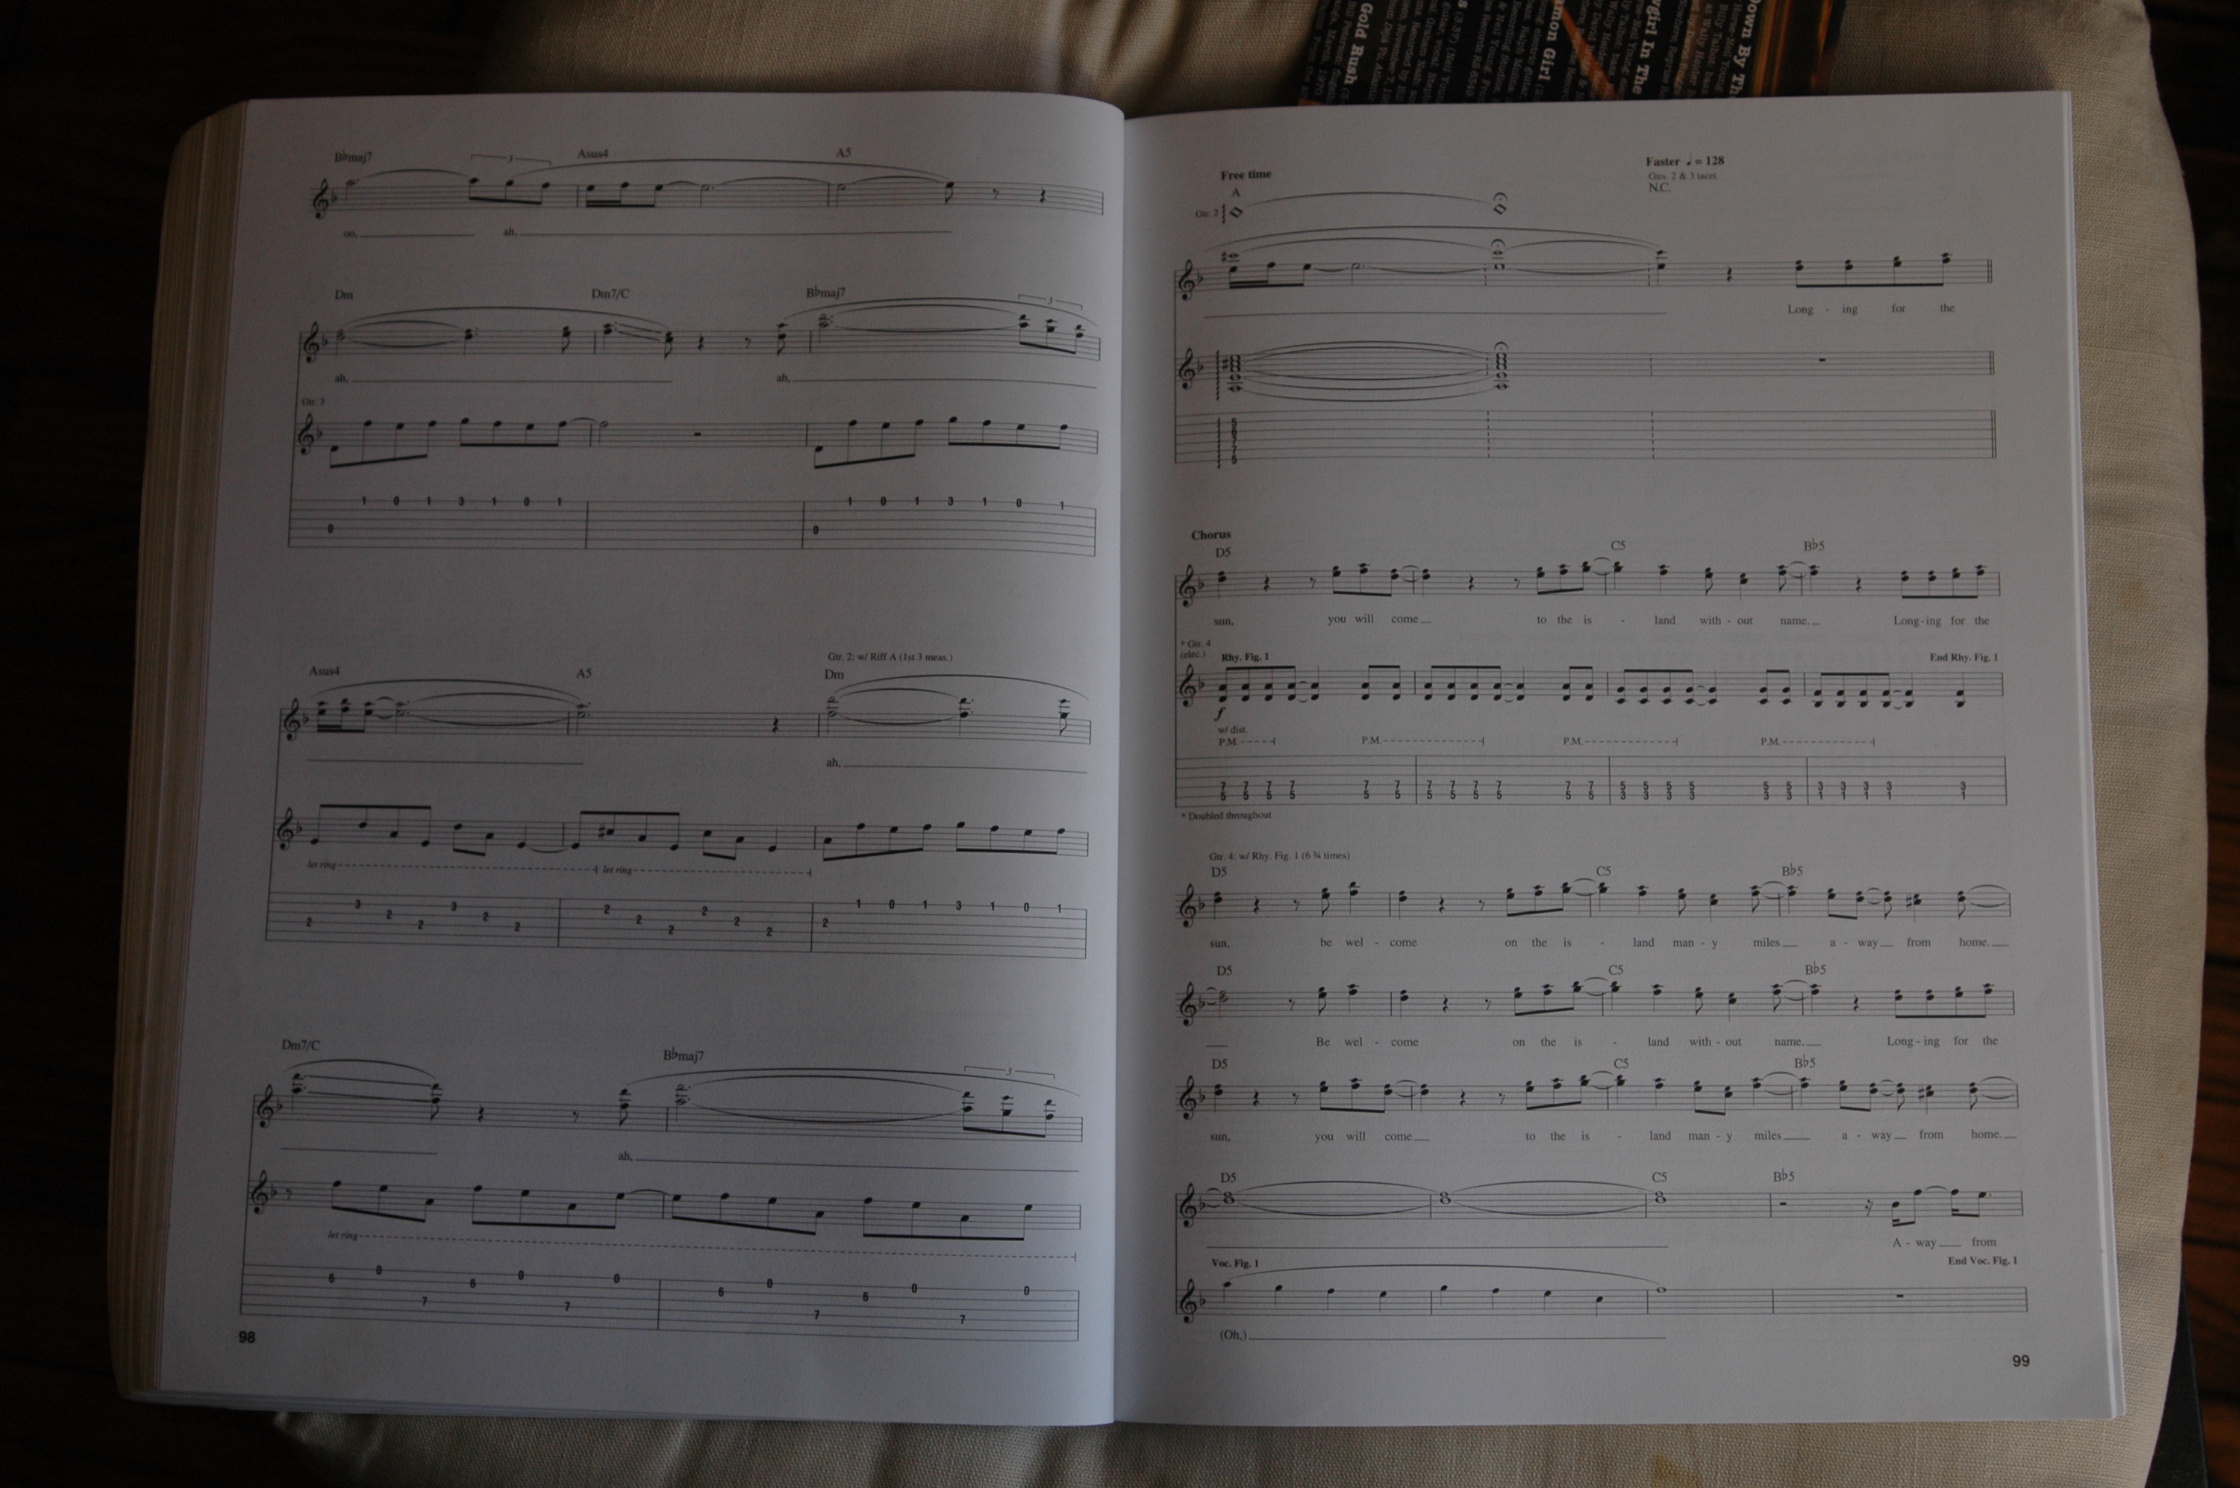 B♭maj7 Asus4 A5
3
oo, ah,
Dm Dm7/C B♭maj7
3
ah, ah,
Gtr. 3
1 0 1 3 1 0 1 1 0 1 3 1 0 1
0 0
Gtr. 2: w/ Riff A (1st 3 meas.)
Asus4 A5 Dm
ah,
let ring let ring
2 3 2 2 3 2 2 2 2 2 2 2 2 2 1 0 1 3 1 0 1
Dm7/C B♭maj7
3
ah,
let ring
6 0 7 6 0 7 0 6 0 7 6 0 7 0
98
Down By Th
wgirl In The
amon Girl
Gold Rush
Free time
Faster ♩ = 128
Gtrs. 2 & 3 tacet
N.C.
A
Gtr. 2
Long - ing for the
Chorus
D5 C5 B♭5
sun, you will come to the is - land with - out name. Long - ing for the
* Gtr. 4
(elec.)
Rhy. Fig. 1 End Rhy. Fig. 1
f
w/ dist.
P.M. P.M. P.M. P.M.
7 7 7 7 7 7 7 7 7 7 7 7 5 5 5 5 5 5 3 3 3 3 3
5 5 5 5 5 5 5 5 5 5 5 5 3 3 3 3 3 3 1 1 1 1 1
* Doubled throughout
Gtr. 4: w/ Rhy. Fig. 1 (6 ¾ times)
D5 C5 B♭5
sun, be wel - come on the is - land man - y miles a - way from home.
D5 C5 B♭5
Be wel - come on the is - land with - out name. Long - ing for the
D5 C5 B♭5
sun, you will come to the is - land man - y miles a - way from home.
D5 C5 B♭5
A - way from
Voc. Fig. 1 End Voc. Fig. 1
(Oh,)
99